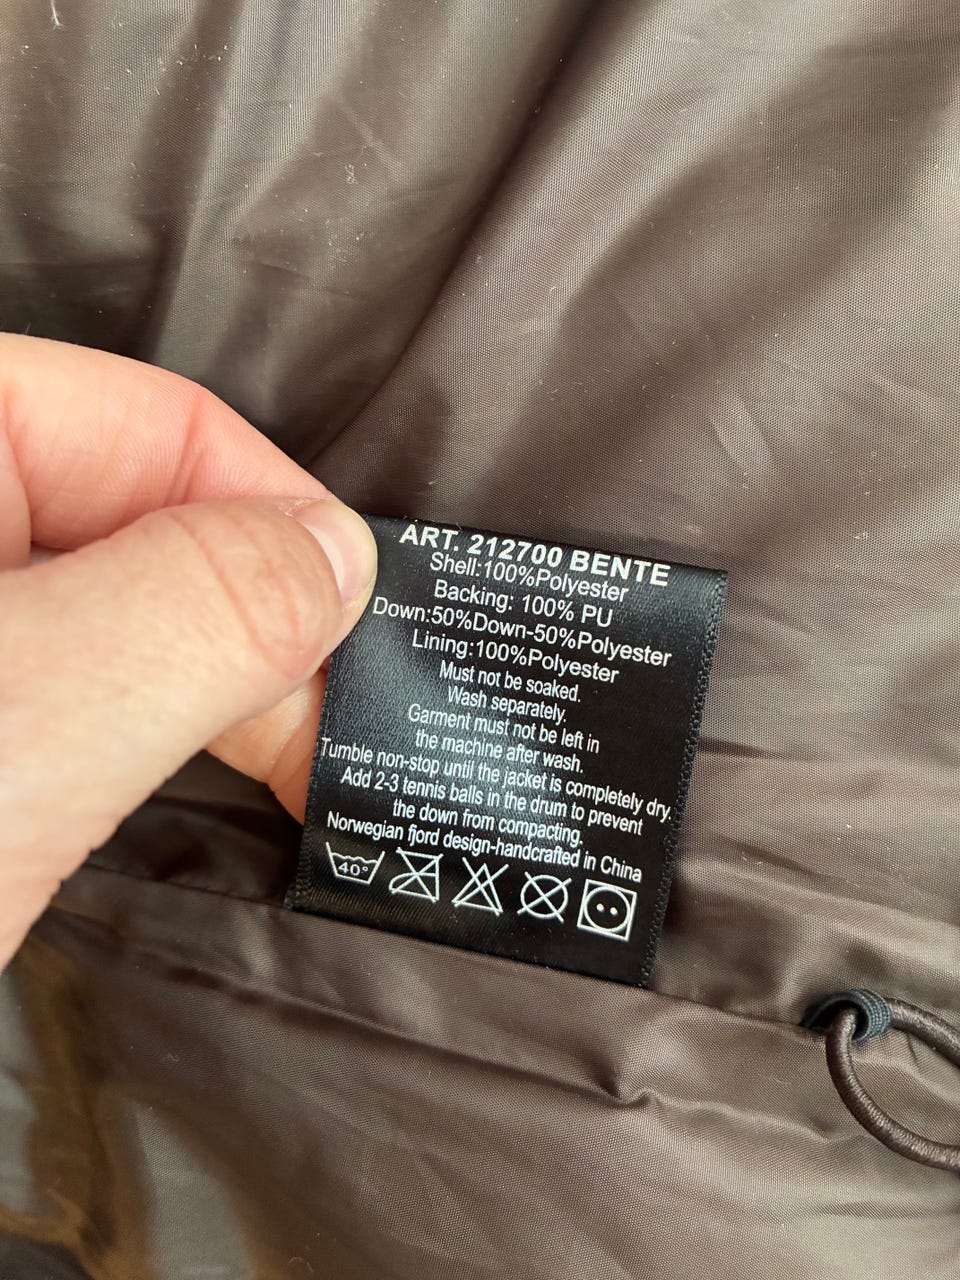 ART. 212700 BENTE
Shell:100%Polyester
Backing: 100% PU
Down:50%Down-50%Polyester
Lining:100%Polyester
Must not be soaked.
Wash separately.
Garment must not be left in
the machine after wash.
Tumble non-stop until the jacket is completely dry.
Add 2-3 tennis balls in the drum to prevent
the down from compacting.
Norwegian fjord design-handcrafted in China
40°